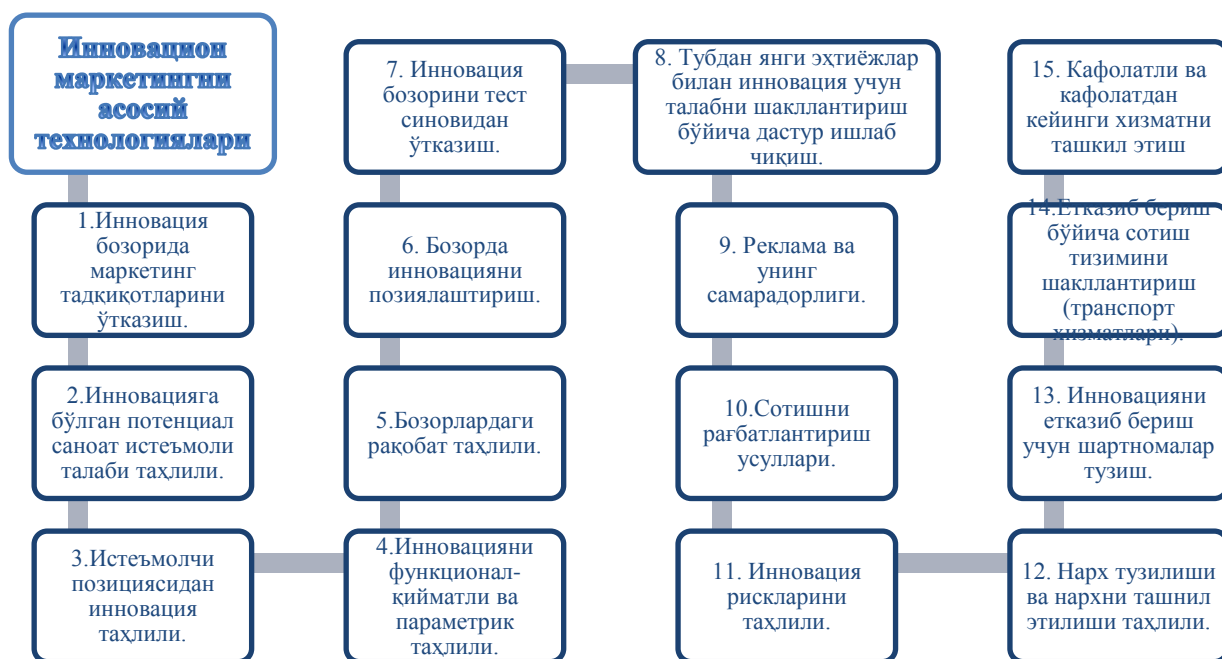 Инновацион
маркетингни
асосий
технологиялари
1.Инновация
бозорида
маркетинг
тадқиқотларини
ўтказиш.
2.Инновацияга
бўлган потенциал
саноат истеъмоли
талаби таҳлили.
3.Истеъмолчи
позициясидан
инновация
таҳлили.
4.Инновацияни
функционал-
қийматли ва
параметрик
таҳлили.
5.Бозорлардаги
рақобат таҳлили.
6. Бозорда
инновацияни
позиялаштириш.
7. Инновация
бозорини тест
синовидан
ўтказиш.
8. Тубдан янги эҳтиёжлар
билан инновация учун
талабни шакллантириш
бўйича дастур ишлаб
чиқиш.
9. Реклама ва
унинг
самарадорлиги.
10.Сотишни
рағбатлантириш
усуллари.
11. Инновация
рискларини
таҳлили.
12. Нарх тузилиши
ва нархни ташнил
этилиши таҳлили.
13. Инновацияни
етказиб бериш
учун шартномалар
тузиш.
14.Етказиб бериш
бўйича сотиш
тизимини
шакллантириш
(транспорт
хизматлари).
15. Кафолатли ва
кафолатдан
кейинги хизматни
ташкил этиш